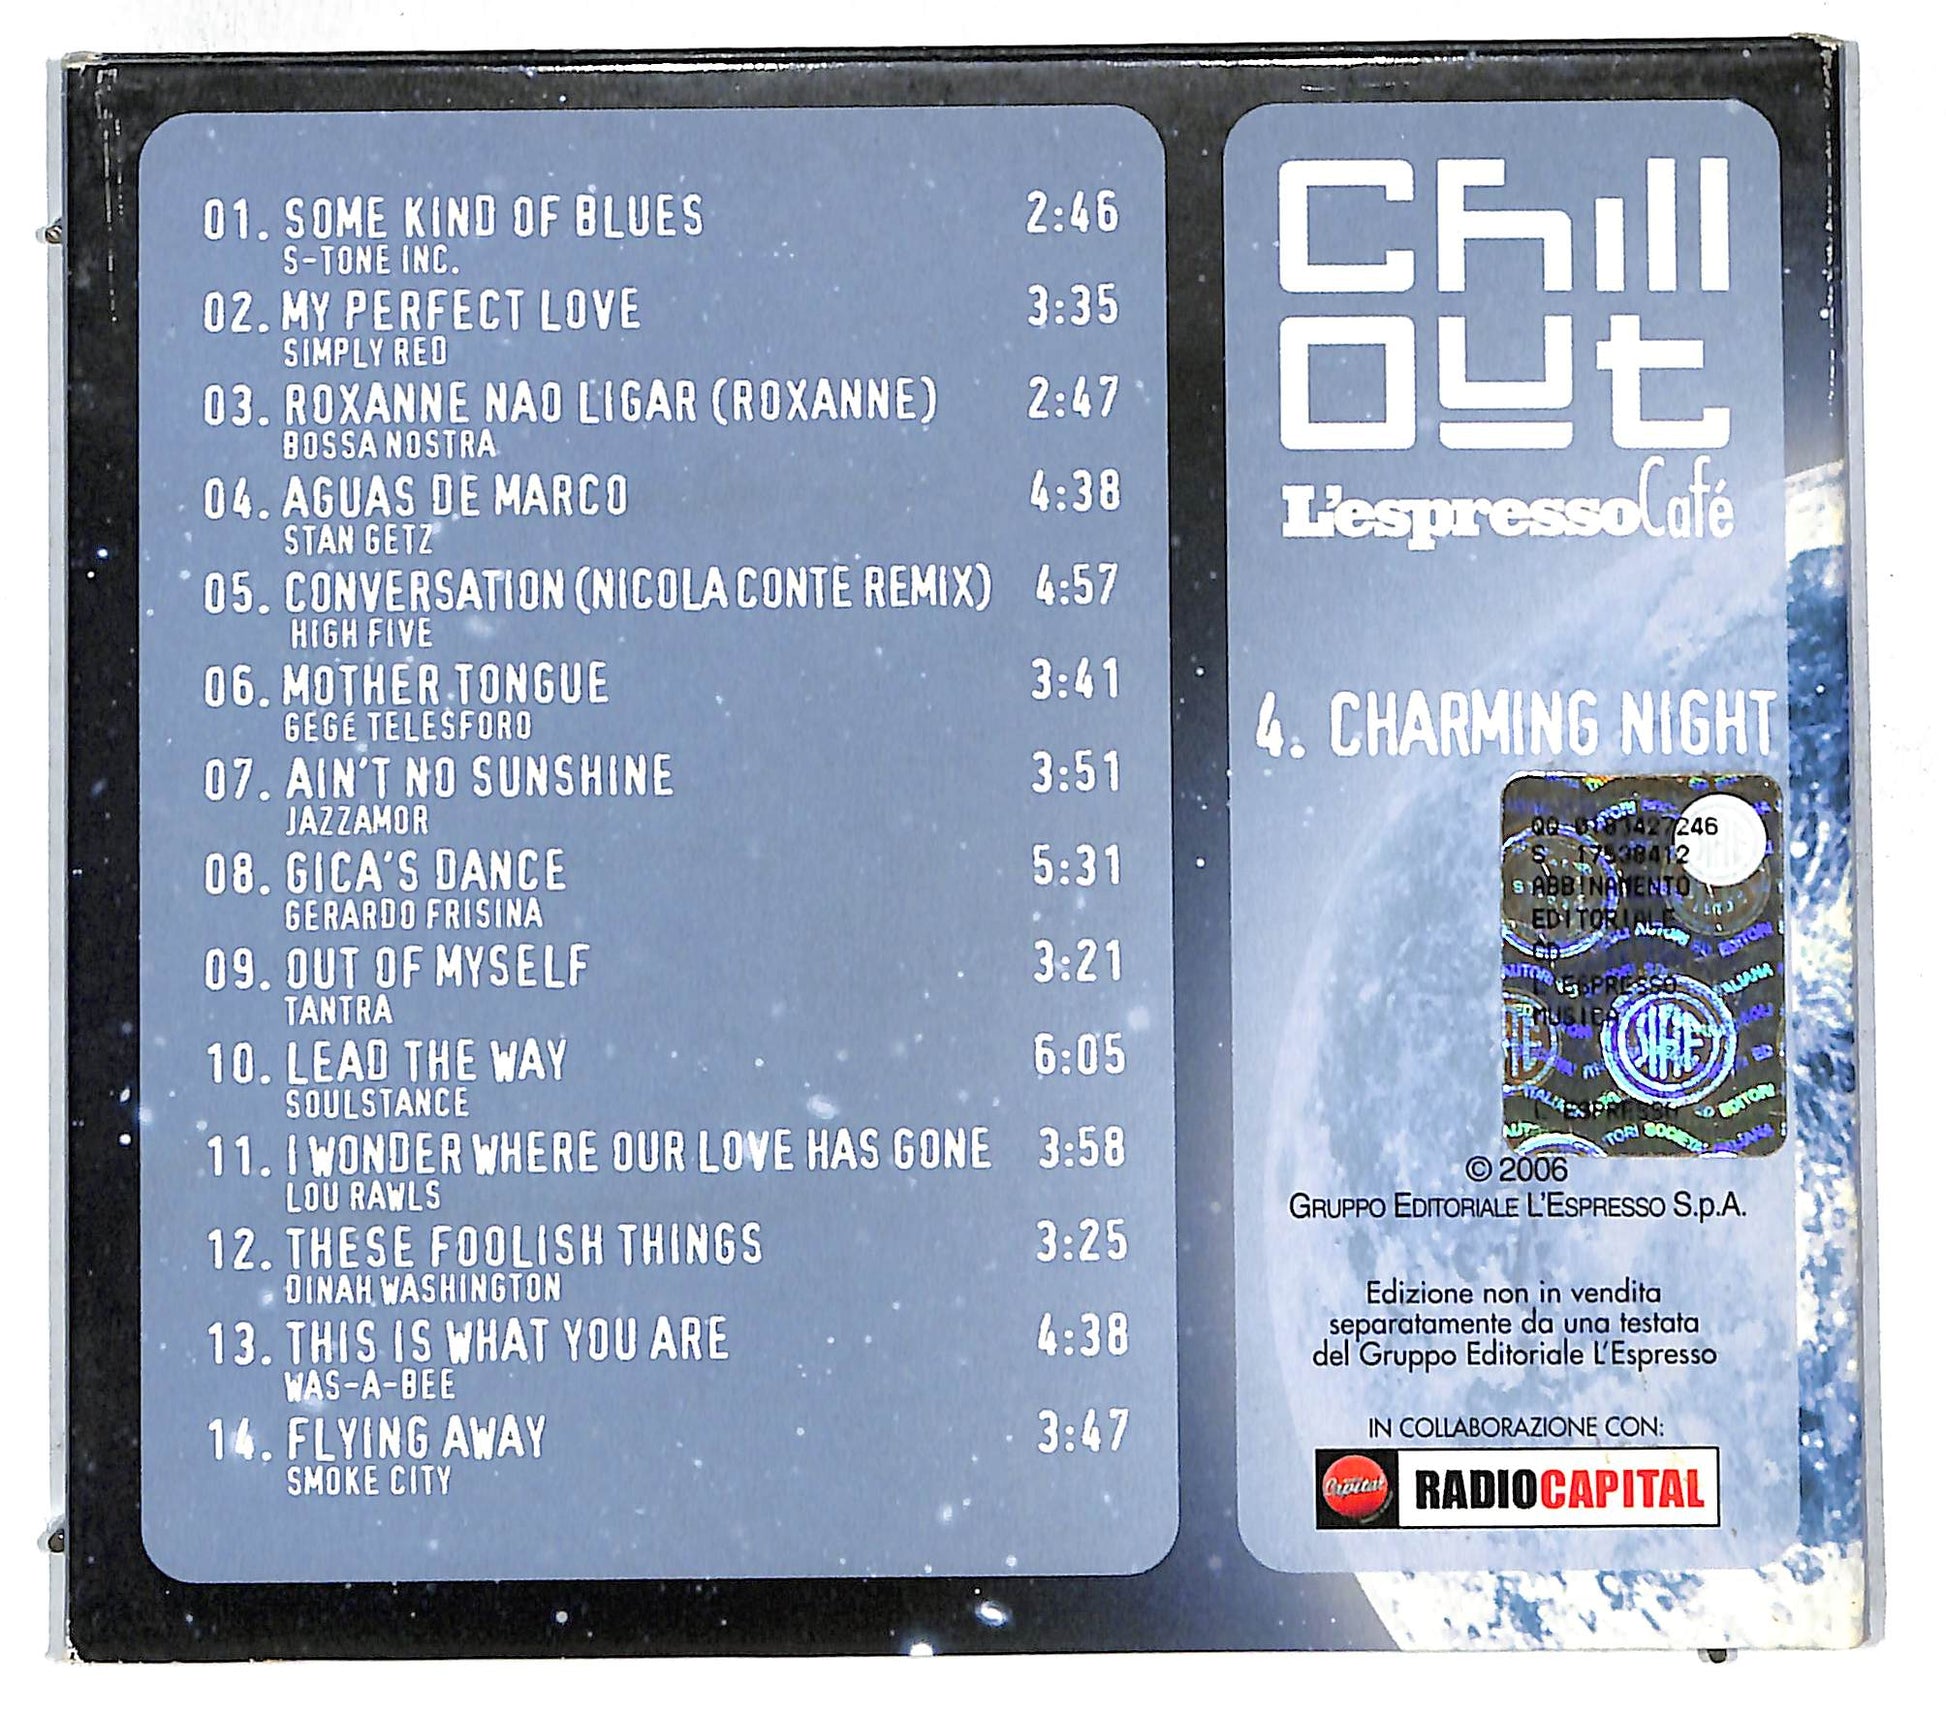 01. SOME KIND OF BLUES 2:46
S-TONE INC.
02. MY PERFECT LOVE 3:35
SIMPLY RED
03. ROXANNE NAO LIGAR (ROXANNE) 2:47
BOSSA NOSTRA
04. AGUAS DE MARCO 4:38
STAN GETZ
05. CONVERSATION (NICOLA CONTE REMIX) 4:57
HIGH FIVE
06. MOTHER TONGUE 3:41
GEGÉ TELESFORO
07. AIN'T NO SUNSHINE 3:51
JAZZAMOR
08. GICA'S DANCE 5:31
GERARDO FRISINA
09. OUT OF MYSELF 3:21
TANTRA
10. LEAD THE WAY 6:05
SOULSTANCE
11. I WONDER WHERE OUR LOVE HAS GONE 3:58
LOU RAWLS
12. THESE FOOLISH THINGS 3:25
DINAH WASHINGTON
13. THIS IS WHAT YOU ARE 4:38
WAS-A-BEE
14. FLYING AWAY 3:47
SMOKE CITY
Chill
Out
L'espresso Café
4. CHARMING NIGHT
S 17538412
ABBINAMENTO
EDITORIALE
L'ESPRESSO
MUSICA
SIAE
© 2006
GRUPPO EDITORIALE L'ESPRESSO S.p.A.
Edizione non in vendita
separatamente da una testata
del Gruppo Editoriale L'Espresso
IN COLLABORAZIONE CON:
Capital RADIOCAPITAL